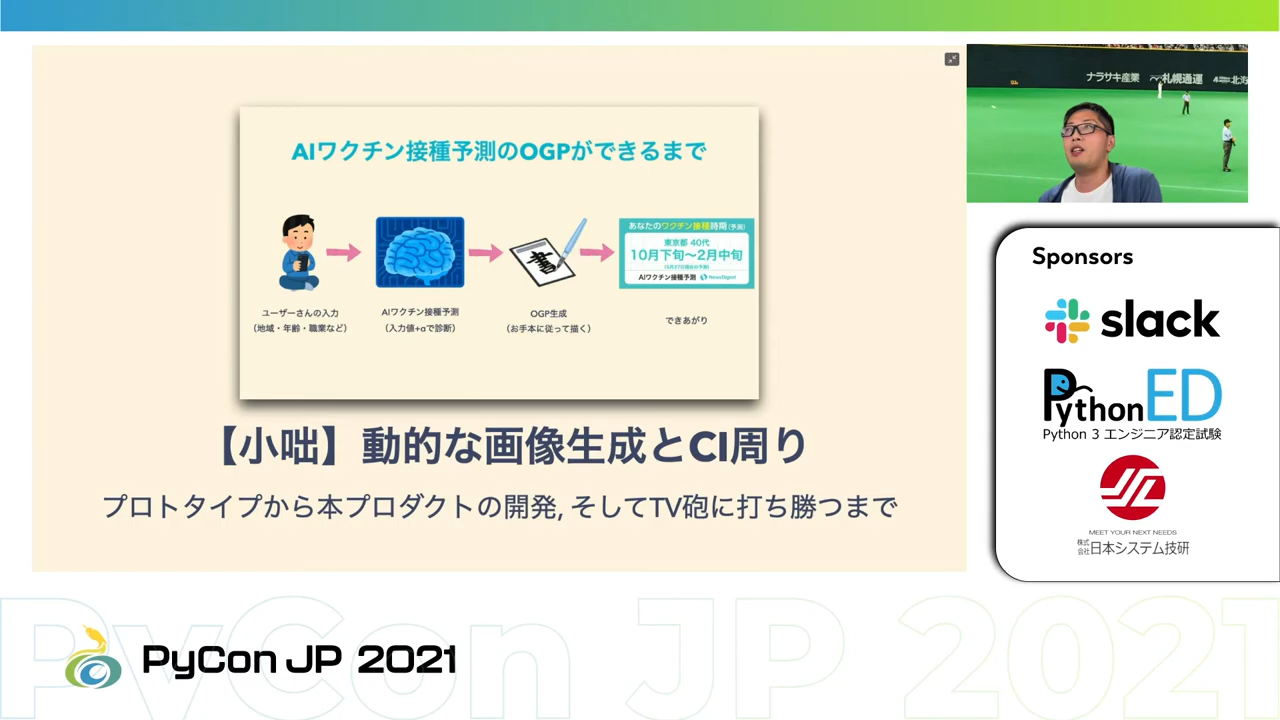 AIワクチン接種予測のOGPができるまで
書
あなたのワクチン接種時期(予測)
東京都 40代
10月下旬〜2月中旬
AIワクチン接種予測 NewsDigest
ユーザーさんの入力
(地域・年齢・職業など)
AIワクチン接種予測
(入力値+αで診断)
OGP生成
(お手本に従って描く)
できあがり
【小咄】動的な画像生成とCI周り
プロトタイプから本プロダクトの開発, そしてTV砲に打ち勝つまで
ナラサキ産業
札幌通運
Sponsors
slack
PythonED
Python 3 エンジニア認定試験
MEET YOUR NEXT NEEDS
株式会社日本システム技研
PyCon JP 2021
PyCon JP 2021